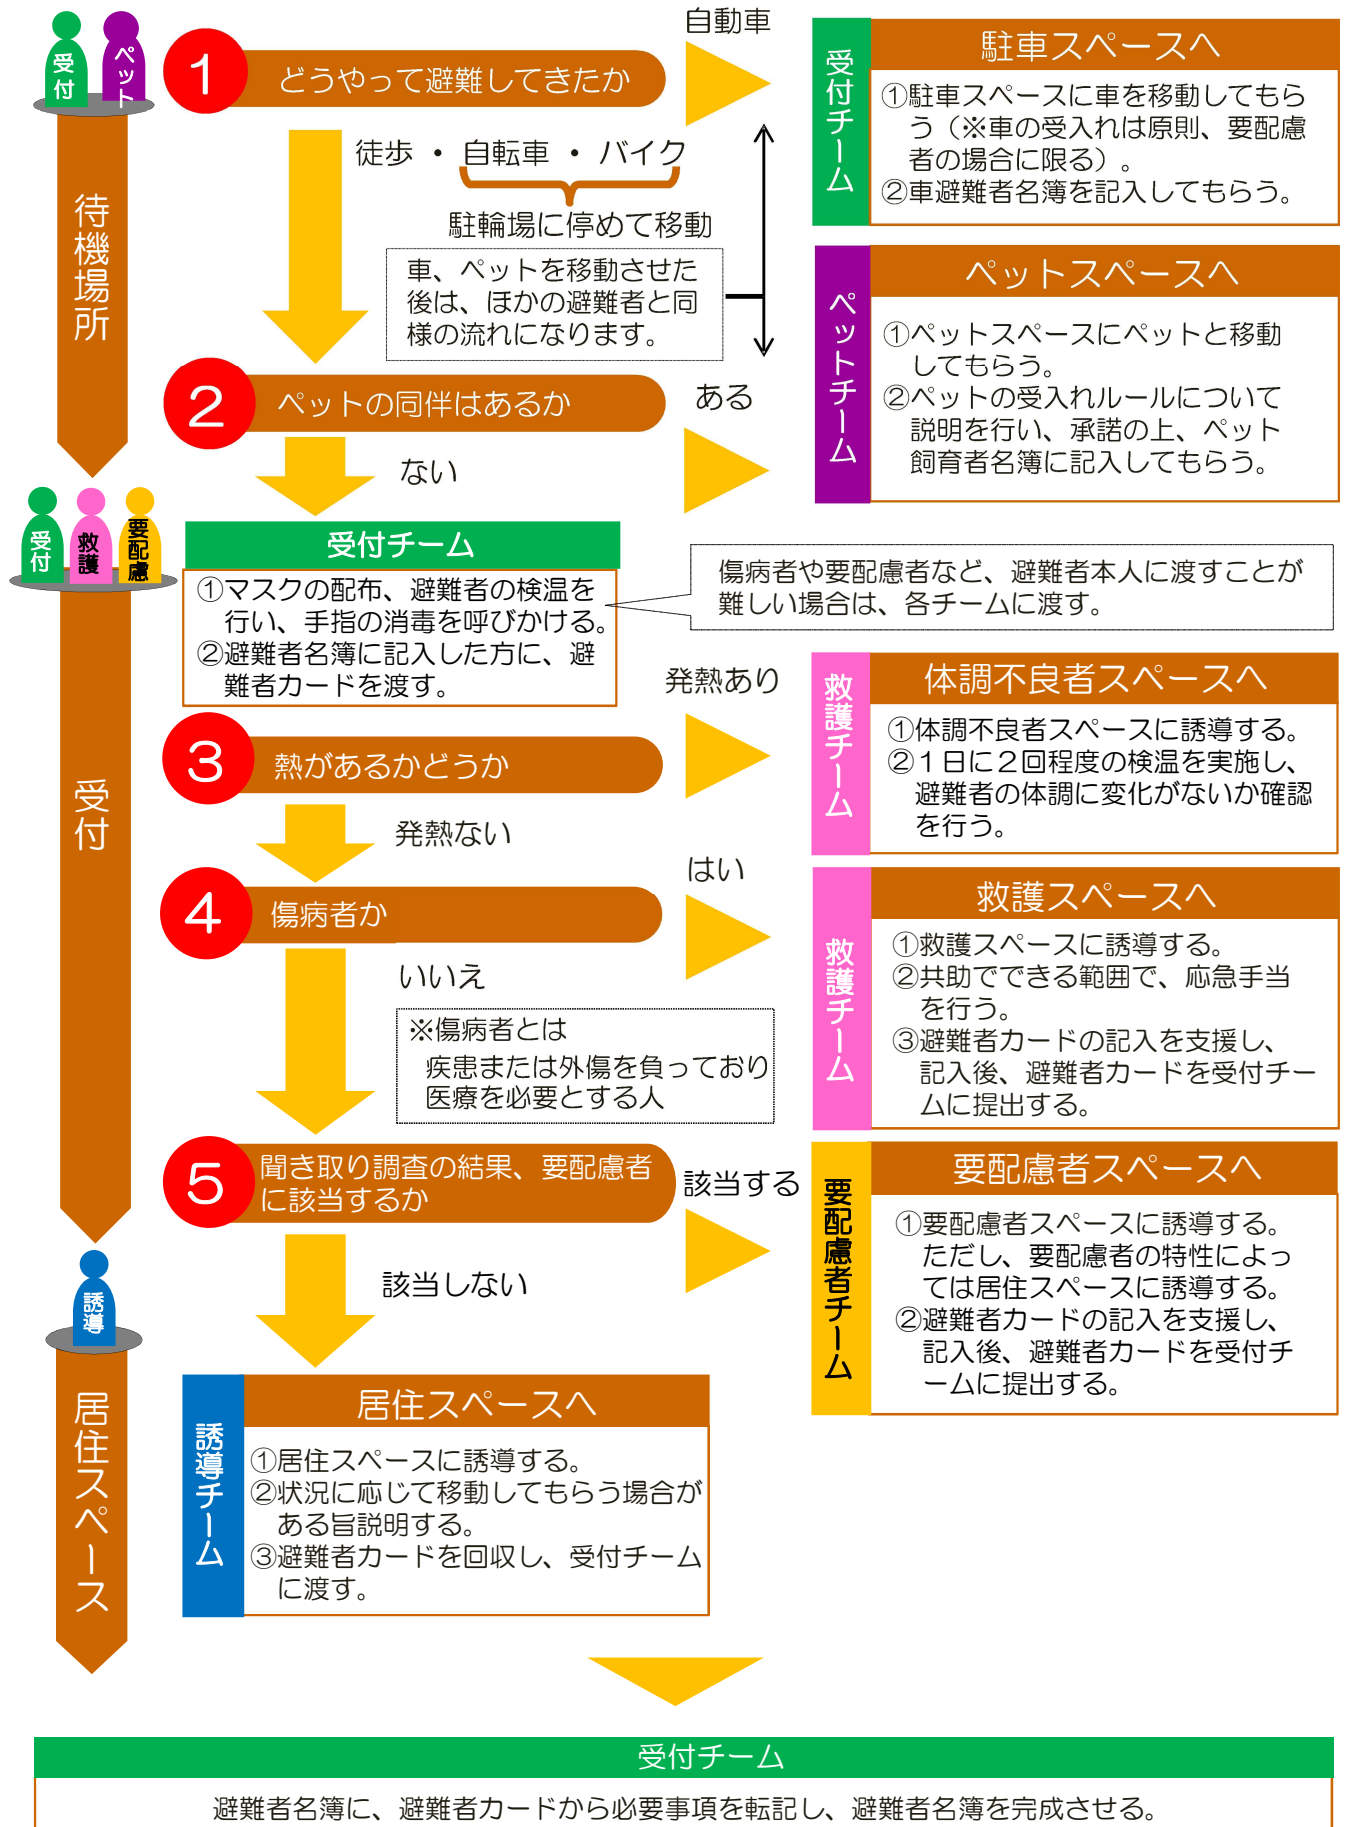 受付
ペット
待機場所
1
どうやって避難してきたか
自動車
徒歩 ・ 自転車 ・ バイク
駐輪場に停めて移動
車、ペットを移動させた
後は、ほかの避難者と同
様の流れになります。
受付チーム
駐車スペースへ
①駐車スペースに車を移動してもら
う（※車の受入れは原則、要配慮
者の場合に限る）。
②車避難者名簿を記入してもらう。
2
ペットの同伴はあるか
ある
ない
ペットチーム
ペットスペースへ
①ペットスペースにペットと移動
してもらう。
②ペットの受入れルールについて
説明を行い、承諾の上、ペット
飼育者名簿に記入してもらう。
受付
救護
要配慮
受付
受付チーム
①マスクの配布、避難者の検温を
行い、手指の消毒を呼びかける。
②避難者名簿に記入した方に、避
難者カードを渡す。
傷病者や要配慮者など、避難者本人に渡すことが
難しい場合は、各チームに渡す。
3
熱があるかどうか
発熱あり
発熱ない
救護チーム
体調不良者スペースへ
①体調不良者スペースに誘導する。
②１日に２回程度の検温を実施し、
避難者の体調に変化がないか確認
を行う。
4
傷病者か
はい
いいえ
※傷病者とは
疾患または外傷を負っており
医療を必要とする人
救護チーム
救護スペースへ
①救護スペースに誘導する。
②共助でできる範囲で、応急手当
を行う。
③避難者カードの記入を支援し、
記入後、避難者カードを受付チー
ムに提出する。
5
聞き取り調査の結果、要配慮者
に該当するか
該当する
該当しない
要配慮者チーム
要配慮者スペースへ
①要配慮者スペースに誘導する。
ただし、要配慮者の特性によっ
ては居住スペースに誘導する。
②避難者カードの記入を支援し、
記入後、避難者カードを受付チ
ームに提出する。
誘導
居住スペース
誘導チーム
居住スペースへ
①居住スペースに誘導する。
②状況に応じて移動してもらう場合が
ある旨説明する。
③避難者カードを回収し、受付チーム
に渡す。
受付チーム
避難者名簿に、避難者カードから必要事項を転記し、避難者名簿を完成させる。